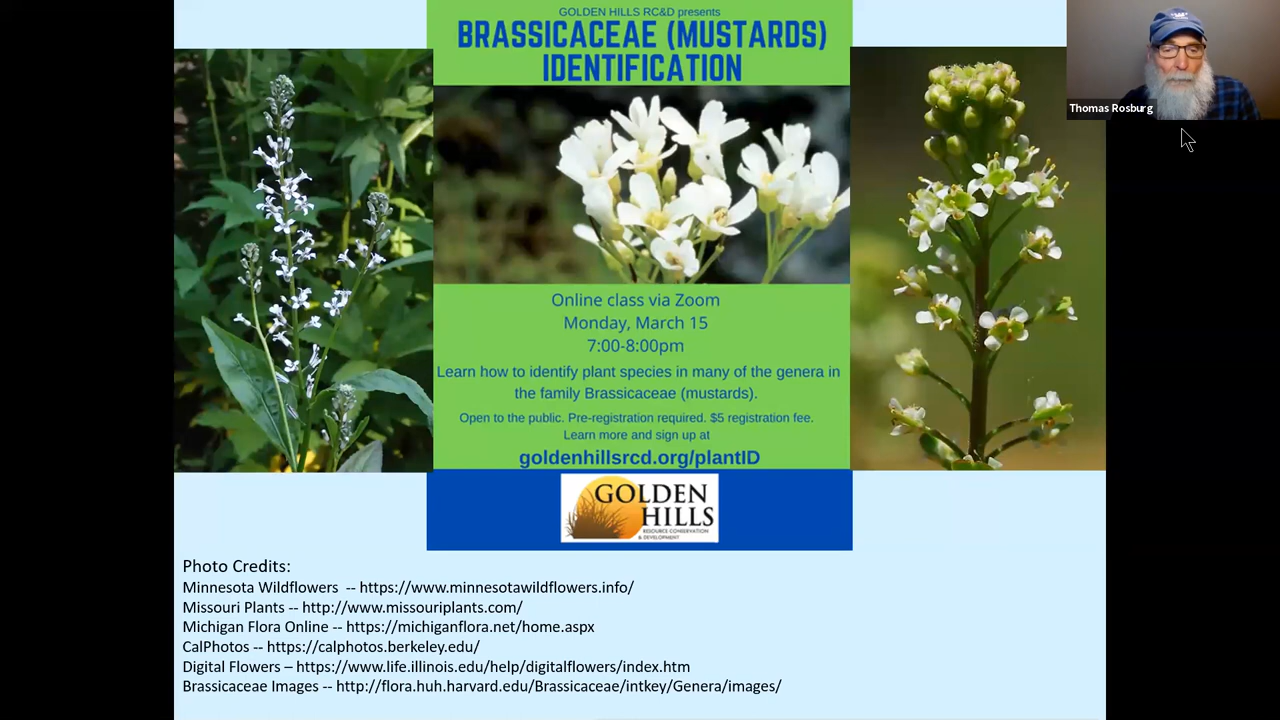 GOLDEN HILLS RC&D presents
BRASSICACEAE (MUSTARDS)
IDENTIFICATION
Thomas Rosburg
Online class via Zoom
Monday, March 15
7:00-8:00pm
Learn how to identify plant species in many of the genera in
the family Brassicaceae (mustards).
Open to the public. Pre-registration required. $5 registration fee.
Learn more and sign up at
goldenhillsrcd.org/plantID
GOLDEN
HILLS
RESOURCE CONSERVATION
& DEVELOPMENT
Photo Credits:
Minnesota Wildflowers -- https://www.minnesotawildflowers.info/
Missouri Plants -- http://www.missouriplants.com/
Michigan Flora Online -- https://michiganflora.net/home.aspx
CalPhotos -- https://calphotos.berkeley.edu/
Digital Flowers – https://www.life.illinois.edu/help/digitalflowers/index.htm
Brassicaceae Images -- http://flora.huh.harvard.edu/Brassicaceae/intkey/Genera/images/